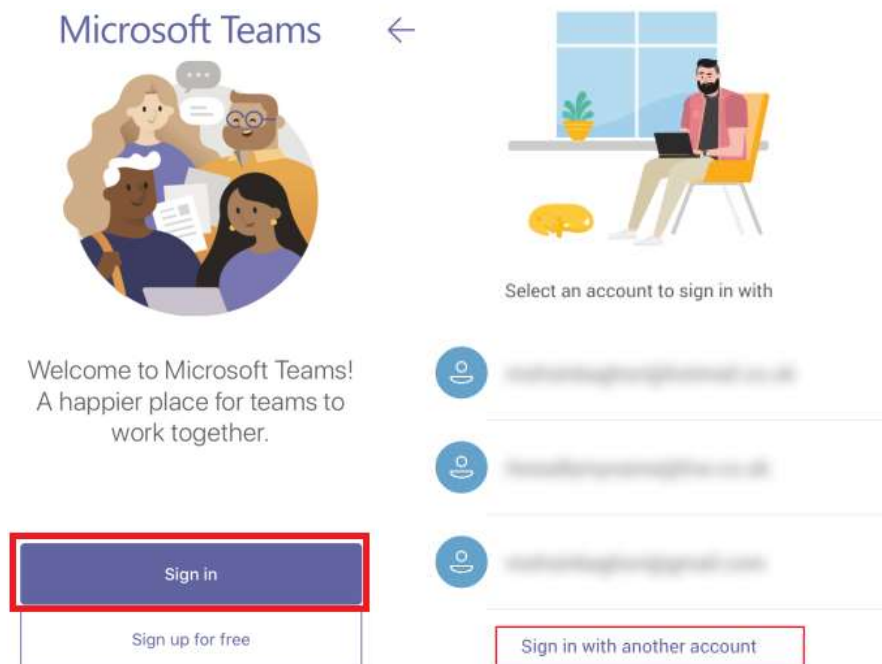 Microsoft Teams
Welcome to Microsoft Teams!
A happier place for teams to
work together.
Sign in
Sign up for free
Select an account to sign in with
Sign in with another account